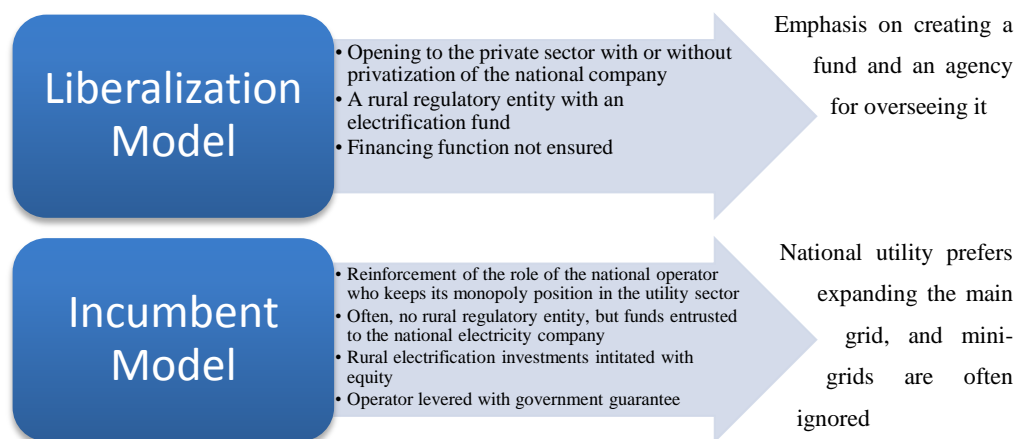 Liberalization
Model
• Opening to the private sector with or without
privatization of the national company
• A rural regulatory entity with an
electrification fund
• Financing function not ensured
Emphasis on creating a
fund and an agency
for overseeing it
Incumbent
Model
• Reinforcement of the role of the national operator
who keeps its monopoly position in the utility sector
• Often, no rural regulatory entity, but funds entrusted
to the national electricity company
• Rural electrification investments intitated with
equity
• Operator levered with government guarantee
National utility prefers
expanding the main
grid, and mini-
grids are often
ignored